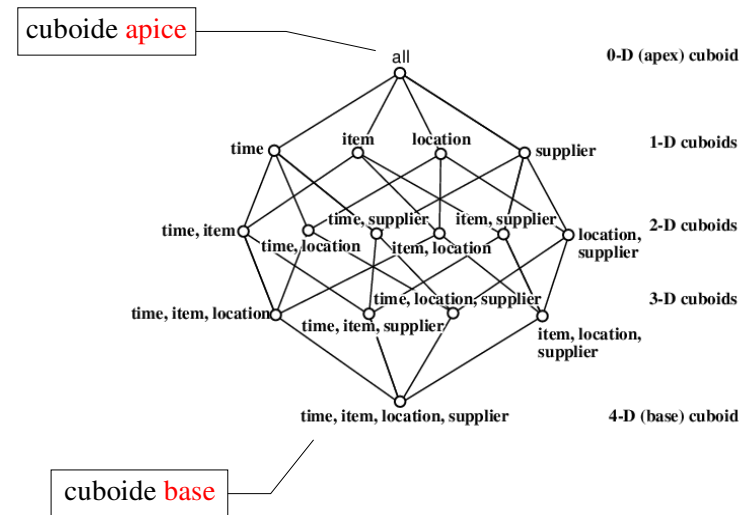 cuboide apice
all
0-D (apex) cuboid
time
item
location
supplier
1-D cuboids
time, item
time, location
time, supplier
item, location
item, supplier
location,
supplier
2-D cuboids
time, item, location
time, item, supplier
time, location, supplier
item, location,
supplier
3-D cuboids
time, item, location, supplier
4-D (base) cuboid
cuboide base